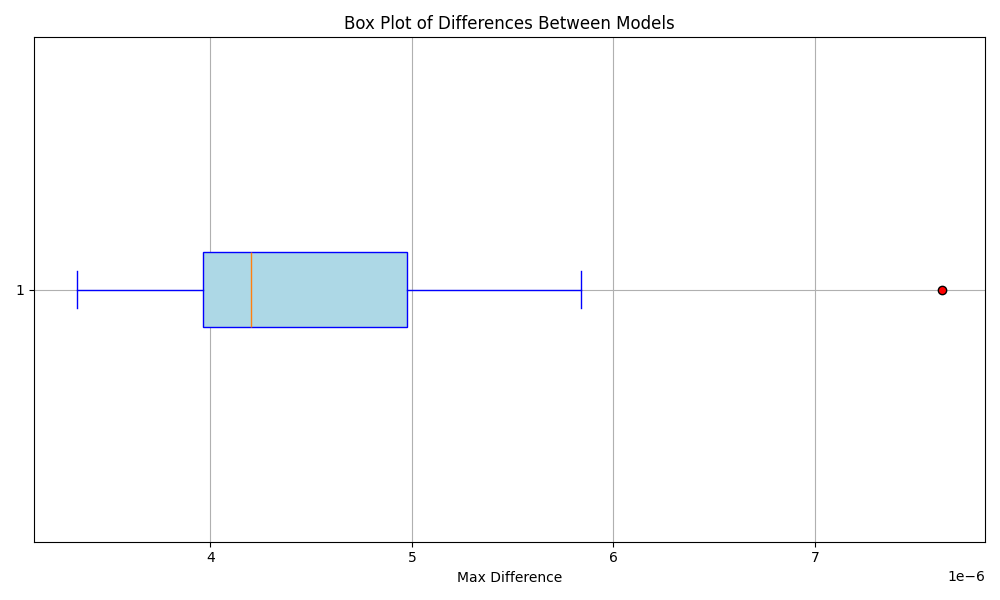 Box Plot of Differences Between Models
1
4 5 6 7
1e−6
Max Difference